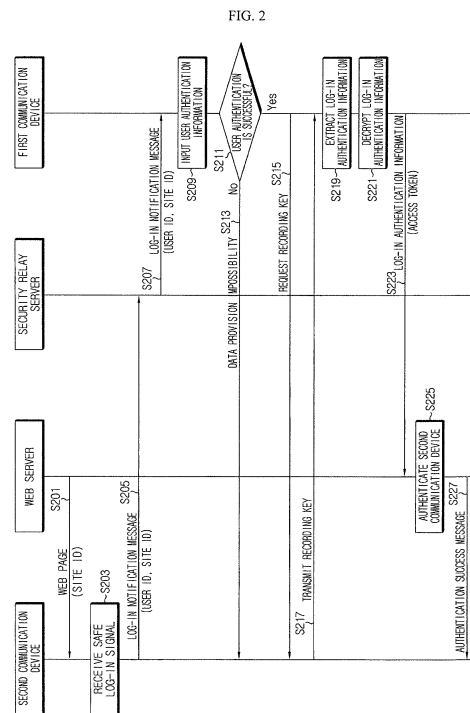 FIG. 2
SECOND COMMUNICATION
DEVICE
WEB SERVER
SECURITY RELAY
SERVER
FIRST COMMUNICATION
DEVICE
S201
WEB PAGE
(SITE ID)
RECEIVE SAFE
LOG-IN SIGNAL
S203
S205
LOG-IN NOTIFICATION MESSAGE
(USER ID, SITE ID)
S207
LOG-IN NOTIFICATION MESSAGE
(USER ID, SITE ID)
S209
INPUT USER AUTHENTICATION
INFORMATION
S211
USER AUTHENTICATION
IS SUCCESSFUL?
No
Yes
S213
DATA PROVISION IMPOSSIBILITY
S215
REQUEST RECORDING KEY
S217
TRANSMIT RECORDING KEY
S219
EXTRACT LOG-IN
AUTHENTICATION INFORMATION
S221
DECRYPT LOG-IN
AUTHENTICATION INFORMATION
S223
LOG-IN AUTHENTICATION INFORMATION
(ACCESS TOKEN)
AUTHENTICATE SECOND
COMMUNICATION DEVICE
S225
S227
AUTHENTICATION SUCCESS MESSAGE